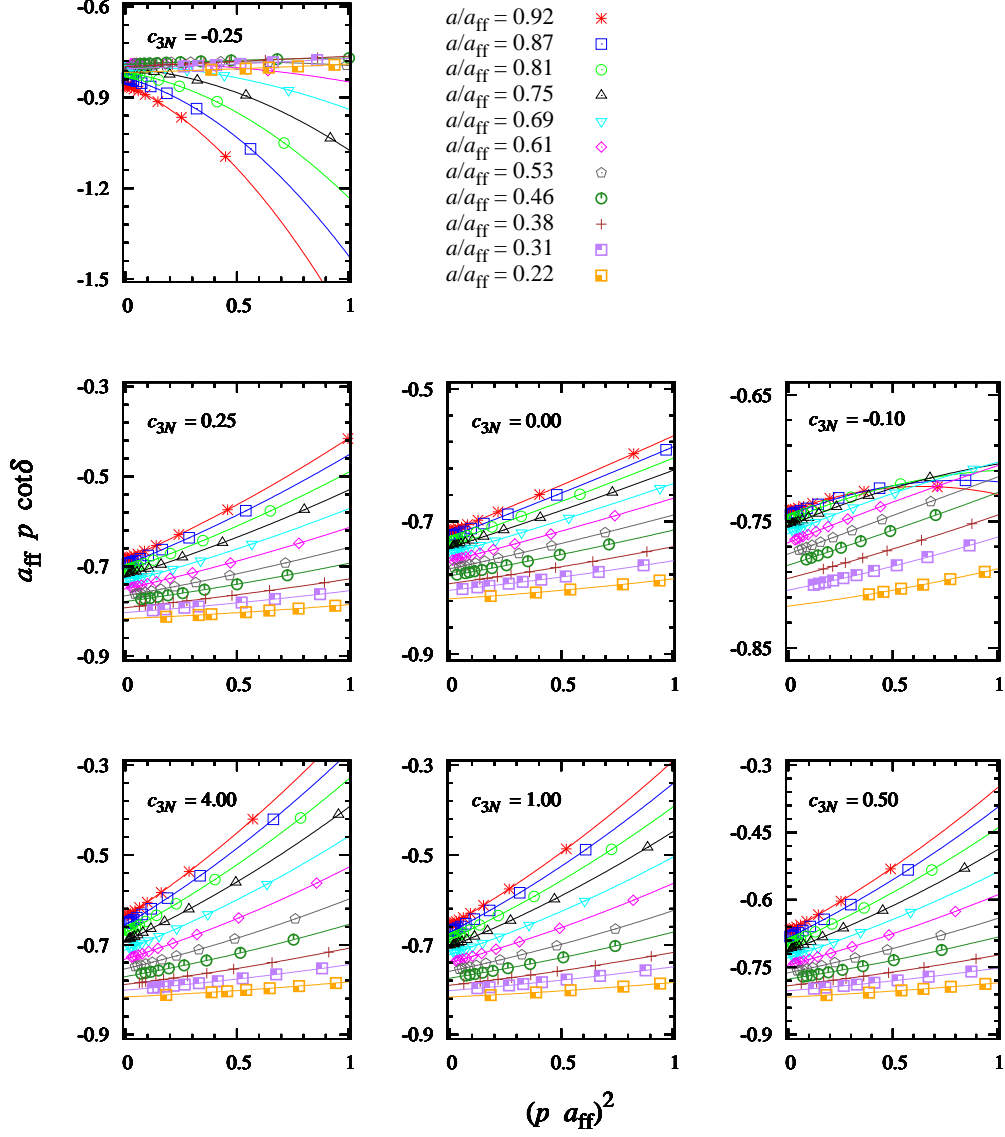 -0.6
-0.9
-1.2
-1.5
c3N = -0.25
0 0.5 1
a/aff = 0.92
a/aff = 0.87
a/aff = 0.81
a/aff = 0.75
a/aff = 0.69
a/aff = 0.61
a/aff = 0.53
a/aff = 0.46
a/aff = 0.38
a/aff = 0.31
a/aff = 0.22
aff p cotδ
-0.3
-0.5
-0.7
-0.9
c3N = 0.25
0 0.5 1
-0.5
-0.7
-0.9
c3N = 0.00
0 0.5 1
-0.65
-0.75
-0.85
c3N = -0.10
0 0.5 1
-0.3
-0.5
-0.7
-0.9
c3N = 4.00
0 0.5 1
-0.3
-0.5
-0.7
-0.9
c3N = 1.00
0 0.5 1
-0.3
-0.45
-0.6
-0.75
-0.9
c3N = 0.50
0 0.5 1
(p aff)2